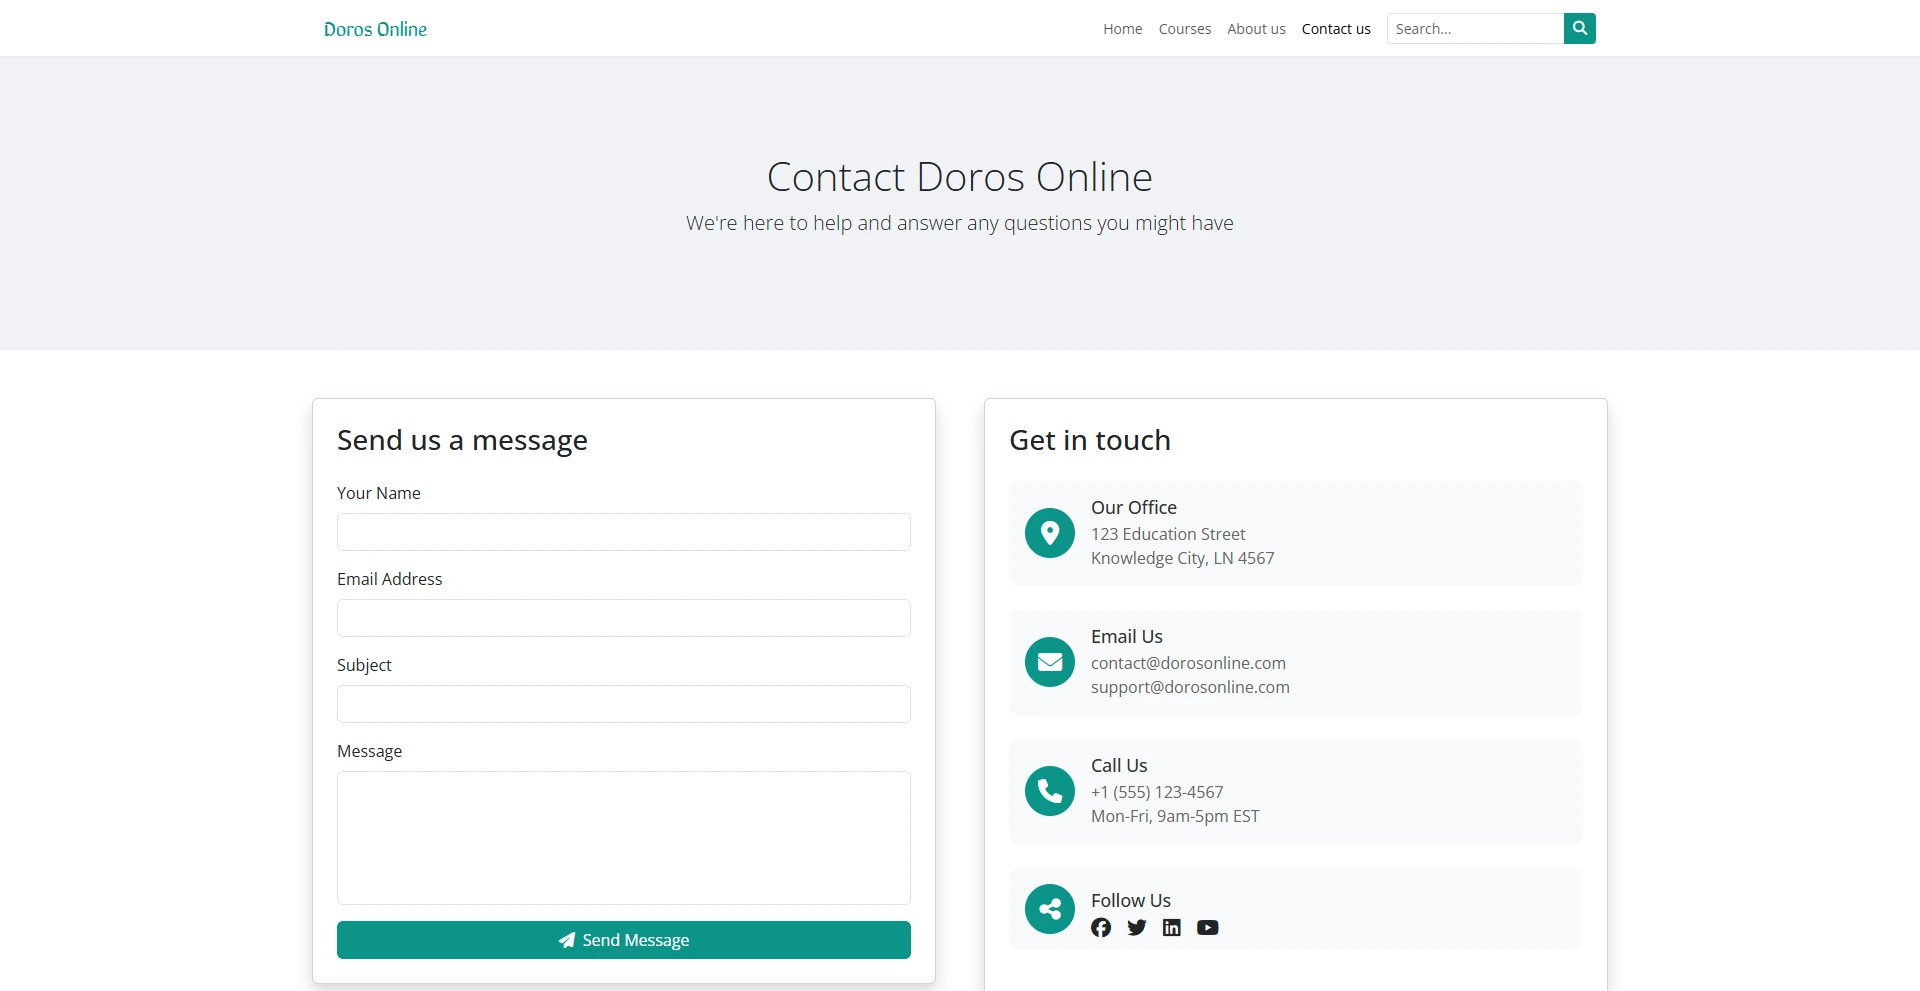 Doros Online
Home Courses About us Contact us Search...
Contact Doros Online
We're here to help and answer any questions you might have
Send us a message
Your Name
Email Address
Subject
Message
Send Message
Get in touch
Our Office
123 Education Street
Knowledge City, LN 4567
Email Us
contact@dorosonline.com
support@dorosonline.com
Call Us
+1 (555) 123-4567
Mon-Fri, 9am-5pm EST
Follow Us